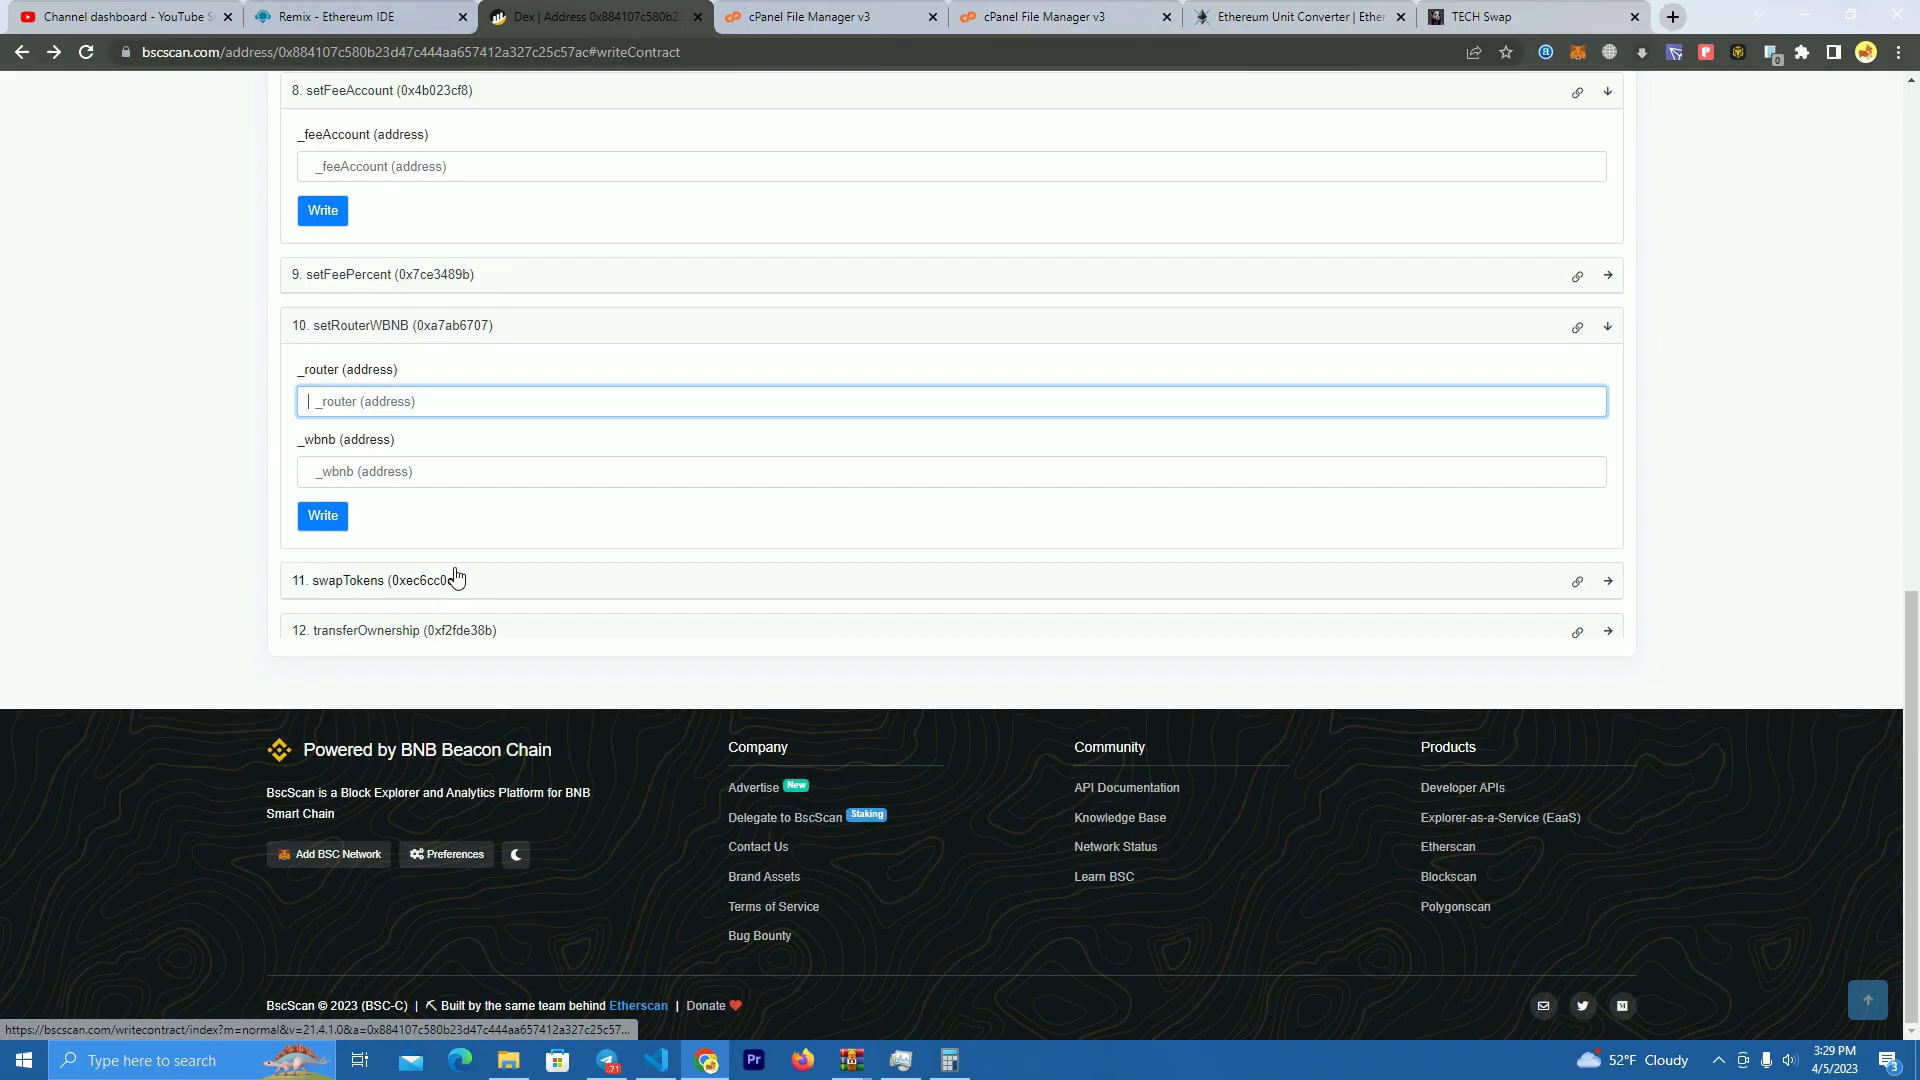 Channel dashboard - YouTube S
Remix - Ethereum IDE
Dex | Address 0x884107c580b23
cPanel File Manager v3
cPanel File Manager v3
Ethereum Unit Converter | Ether
TECH Swap
bscscan.com/address/0x884107c580b23d47c444aa657412a327c25c57ac#writeContract
8. setFeeAccount (0x4b023cf8)
_feeAccount (address)
_feeAccount (address)
Write
9. setFeePercent (0x7ce3489b)
10. setRouterWBNB (0xa7ab6707)
_router (address)
_router (address)
_wbnb (address)
_wbnb (address)
Write
11. swapTokens (0xec6cc0
12. transferOwnership (0xf2fde38b)
Powered by BNB Beacon Chain
BscScan is a Block Explorer and Analytics Platform for BNB
Smart Chain
Add BSC Network
Preferences
Company
Advertise New
Delegate to BscScan Staking
Contact Us
Brand Assets
Terms of Service
Bug Bounty
Community
API Documentation
Knowledge Base
Network Status
Learn BSC
Products
Developer APIs
Explorer-as-a-Service (EaaS)
Etherscan
Blockscan
Polygonscan
BscScan © 2023 (BSC-C) | Built by the same team behind Etherscan | Donate
https://bscscan.com/writecontract/index?m=normal&v=21.4.1.0&a=0x884107c580b23d47c444aa657412a327c25c57...
Type here to search
71
Pr
52°F Cloudy
3:29 PM
4/5/2023
3